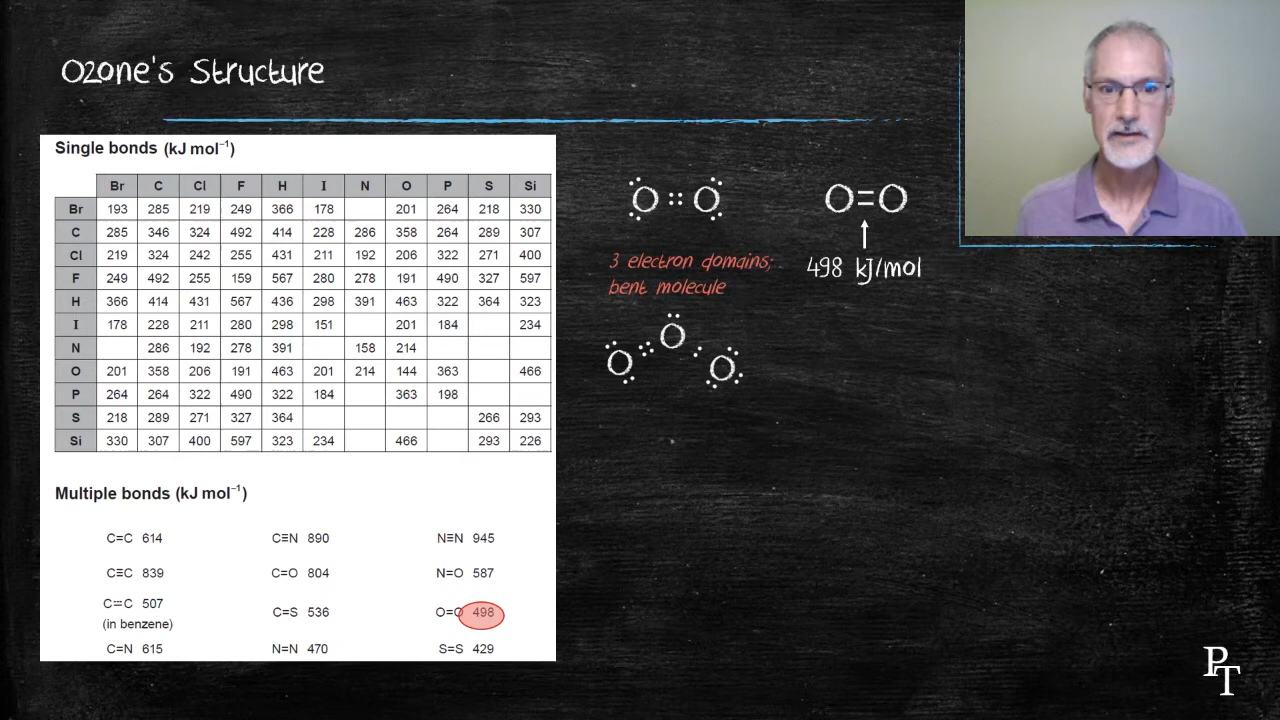 Ozone's Structure
Single bonds (kJ mol⁻¹)
Br C Cl F H I N O P S Si
Br 193 285 219 249 366 178 201 264 218 330
C 285 346 324 492 414 228 286 358 264 289 307
Cl 219 324 242 255 431 211 192 206 322 271 400
F 249 492 255 159 567 280 278 191 490 327 597
H 366 414 431 567 436 298 391 463 322 364 323
I 178 228 211 280 298 151 201 184 234
N 286 192 278 391 158 214
O 201 358 206 191 463 201 214 144 363 466
P 264 264 322 490 322 184 363 198
S 218 289 271 327 364 266 293
Si 330 307 400 597 323 234 466 293 226
Multiple bonds (kJ mol⁻¹)
C=C 614 C≡N 890 N≡N 945
C≡C 839 C=O 804 N=O 587
C=C 507 C=S 536 O=O 498
(in benzene)
C=N 615 N=N 470 S=S 429
O :: O O=O
498 kJ/mol
3 electron domains;
bent molecule
O
O O
PT